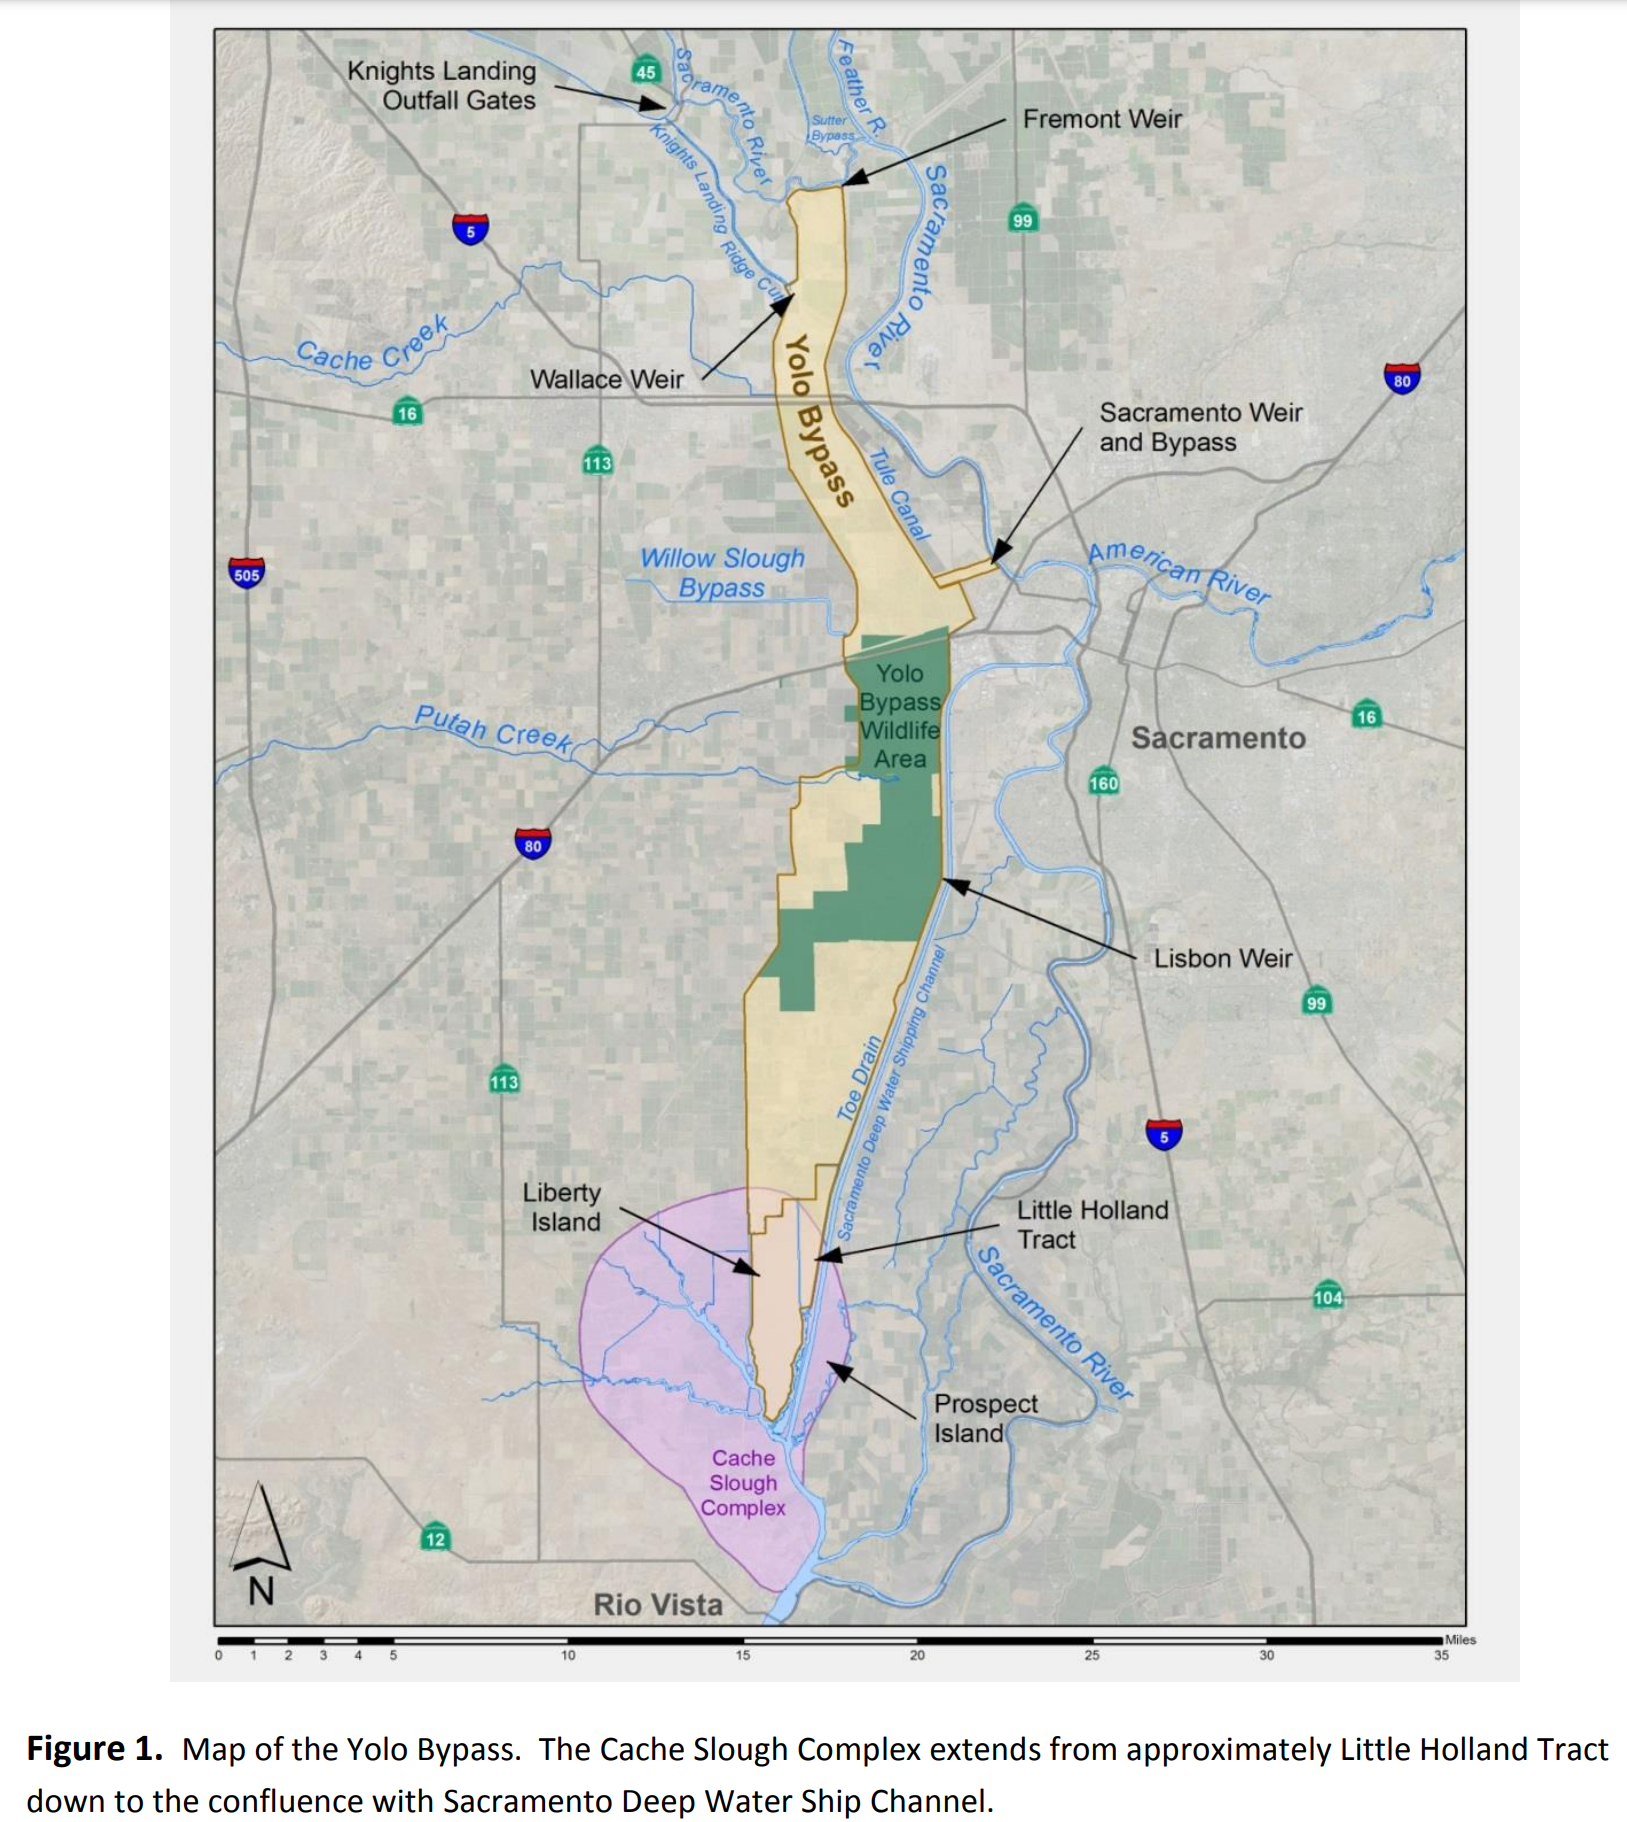 Knights Landing
Outfall Gates
45
Sacramento River
Feather R.
Sutter
Bypass
Fremont Weir
Knights Landing Ridge Cut
Sacramento River
99
5
Cache Creek
Wallace Weir
Yolo Bypass
80
16
Sacramento Weir
and Bypass
113
Tule Canal
505
Willow Slough
Bypass
American River
Yolo
Bypass
Wildlife
Area
Putah Creek
16
Sacramento
160
80
Lisbon Weir
99
113
Toe Drain
Sacramento Deep Water Shipping Channel
5
Liberty
Island
Little Holland
Tract
Sacramento River
104
Prospect
Island
Cache
Slough
Complex
12
N
Rio Vista
0 1 2 3 4 5 10 15 20 25 30 35 Miles
Figure 1. Map of the Yolo Bypass. The Cache Slough Complex extends from approximately Little Holland Tract
down to the confluence with Sacramento Deep Water Ship Channel.